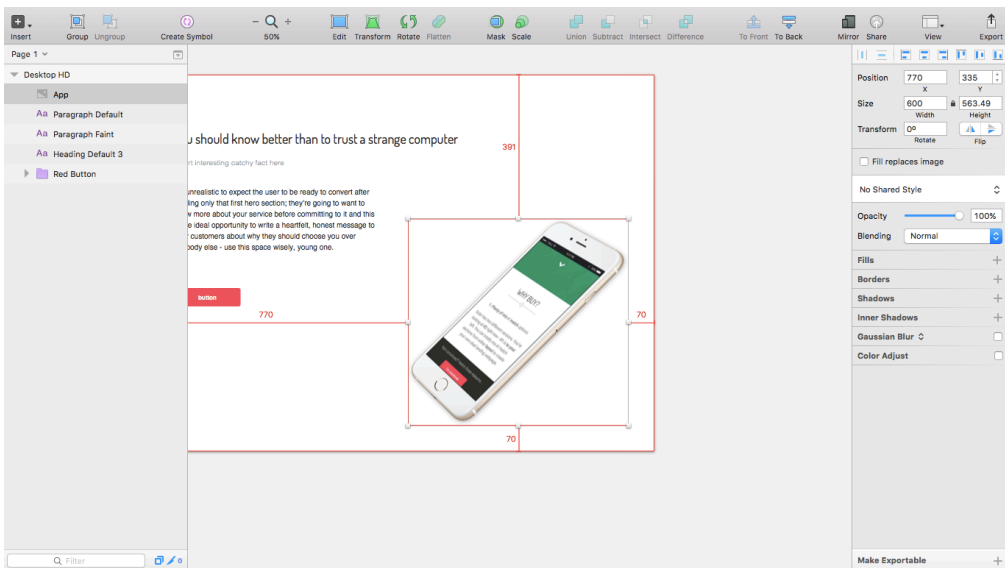 Insert
Group Ungroup
Create Symbol
50%
Edit Transform Rotate Flatten
Mask Scale
Union Subtract Intersect Difference
To Front To Back
Mirror Share
View
Export
Page 1
Desktop HD
App
Aa Paragraph Default
Aa Paragraph Faint
Aa Heading Default 3
Red Button
Filter
0
u should know better than to trust a strange computer
rt interesting catchy fact here
unrealistic to expect the user to be ready to convert after
ing only that first hero section; they're going to want to
w more about your service before committing to it and this
e ideal opportunity to write a heartfelt, honest message to
customers about why they should choose you over
body else - use this space wisely, young one.
button
391
770
70
70
WHY BUY?
Position 770 335
X Y
Size 600 563.49
Width Height
Transform 0º
Rotate Flip
Fill replaces image
No Shared Style
Opacity 100%
Blending Normal
Fills
Borders
Shadows
Inner Shadows
Gaussian Blur
Color Adjust
Make Exportable